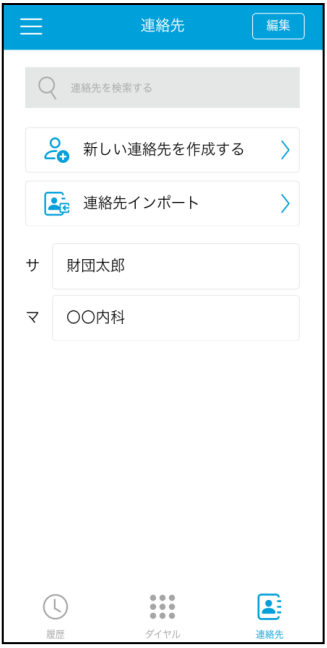 連絡先
編集
連絡先を検索する
新しい連絡先を作成する
連絡先インポート
サ
財団太郎
マ
〇〇内科
履歴
ダイヤル
連絡先